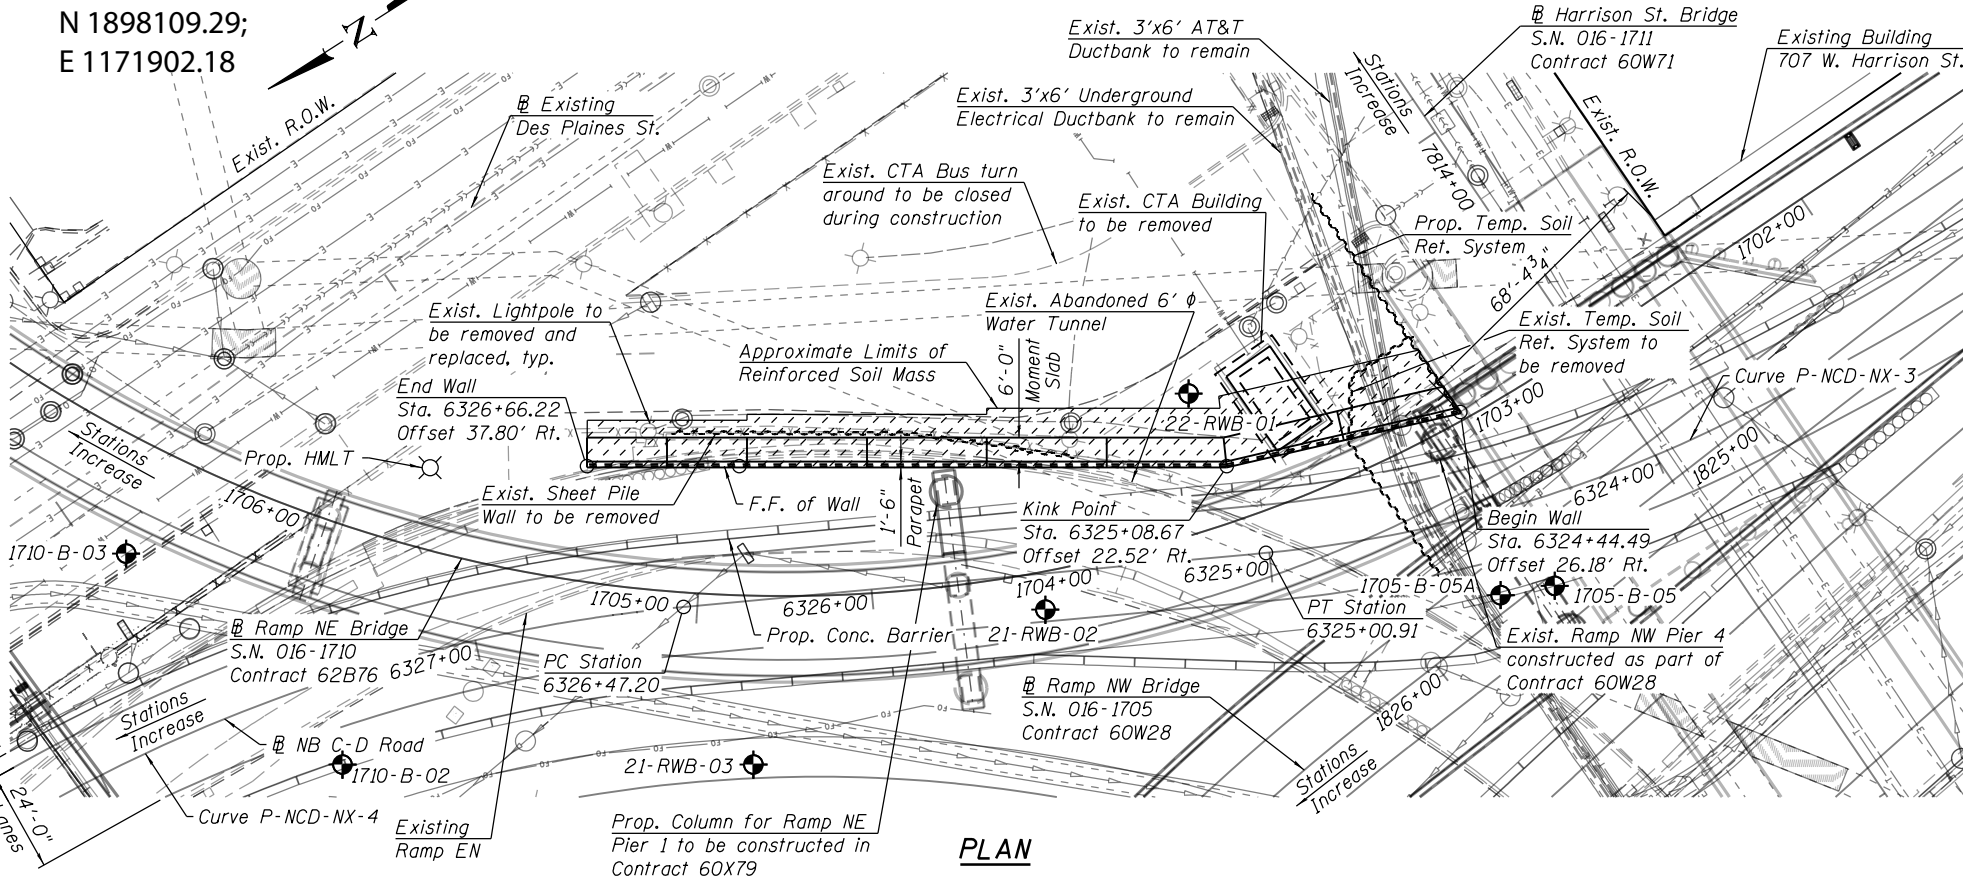 N 1898109.29;
E 1171902.18
N
Exist. R.O.W.
℄ Existing
Des Plaines St.
Exist. 3'x6' AT&T
Ductbank to remain
Exist. 3'x6' Underground
Electrical Ductbank to remain
Exist. CTA Bus turn
around to be closed
during construction
Exist. CTA Building
to be removed
Stations
Increase
7814+00
℄ Harrison St. Bridge
S.N. 016-1711
Contract 60W71
Existing Building
707 W. Harrison St.
Exist. R.O.W.
1702+00
Prop. Temp. Soil
Ret. System
68'-4 3/4"
Exist. Temp. Soil
Ret. System to
be removed
Curve P-NCD-NX-3
1703+00
Exist. Lightpole to
be removed and
replaced, typ.
Approximate Limits of
Reinforced Soil Mass
Exist. Abandoned 6' ϕ
Water Tunnel
6'-0"
Moment
Slab
22-RWB-01
End Wall
Sta. 6326+66.22
Offset 37.80' Rt.
Stations
Increase
Prop. HMLT
1706+00
Exist. Sheet Pile
Wall to be removed
F.F. of Wall
1'-6"
Parapet
Kink Point
Sta. 6325+08.67
Offset 22.52' Rt.
6324+00
1825+00
Begin Wall
Sta. 6324+44.49
Offset 26.18' Rt.
1710-B-03
1705+00
6326+00
1704+00
6325+00
1705-B-05A
1705-B-05
PT Station
6325+00.91
Prop. Conc. Barrier
21-RWB-02
℄ Ramp NE Bridge
S.N. 016-1710
Contract 62B76
6327+00
PC Station
6326+47.20
Exist. Ramp NW Pier 4
constructed as part of
Contract 60W28
℄ Ramp NW Bridge
S.N. 016-1705
Contract 60W28
1826+00
Stations
Increase
Stations
Increase
℄ NB C-D Road
1710-B-02
21-RWB-03
24'-0"
Curve P-NCD-NX-4
Existing
Ramp EN
Prop. Column for Ramp NE
Pier 1 to be constructed in
Contract 60X79
PLAN